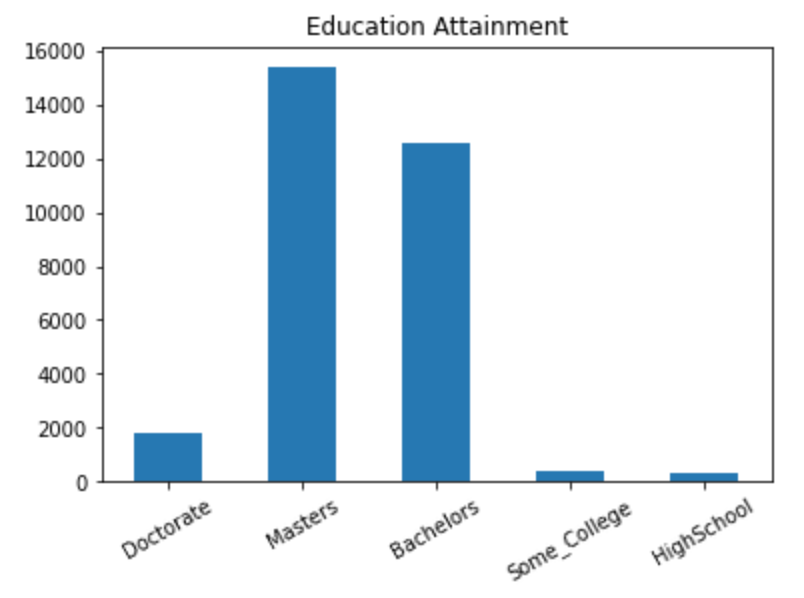 Education Attainment
16000
14000
12000
10000
8000
6000
4000
2000
0
Doctorate
Masters
Bachelors
Some_College
HighSchool